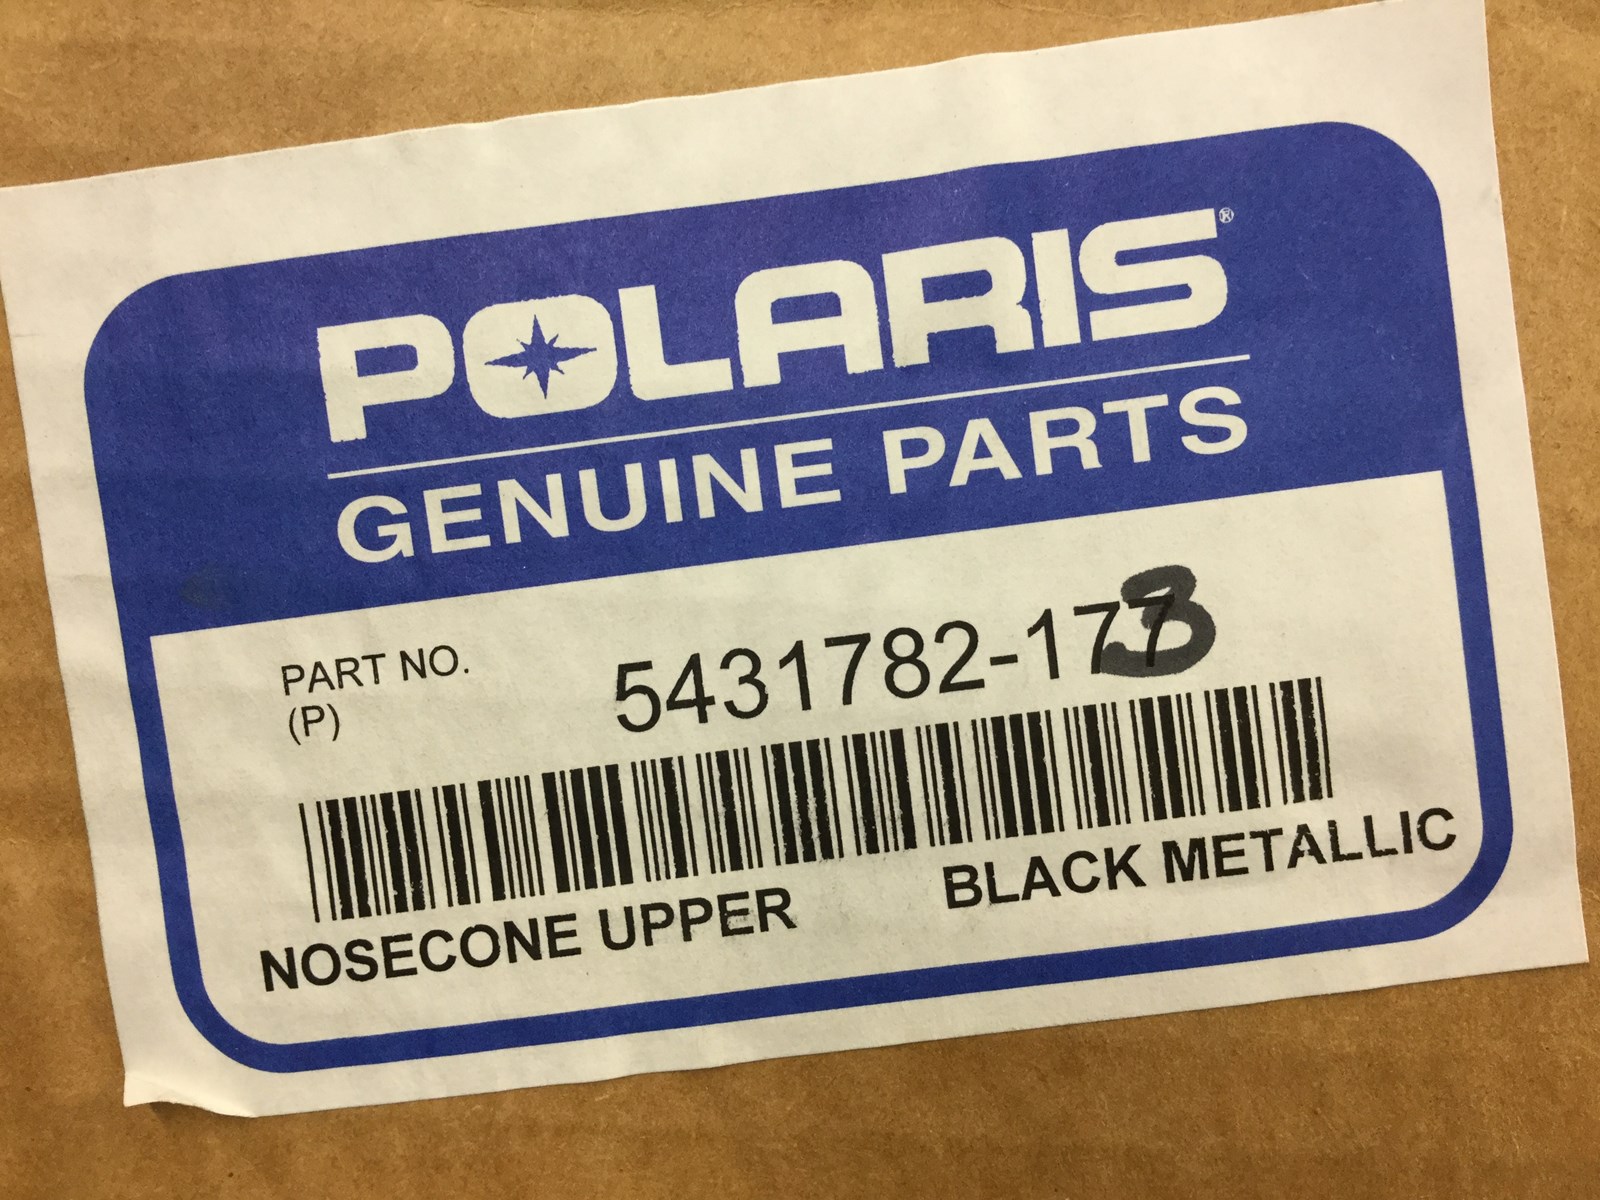 POLARIS®
GENUINE PARTS
PART NO. 5431782-177
3
(P)
NOSECONE UPPER BLACK METALLIC